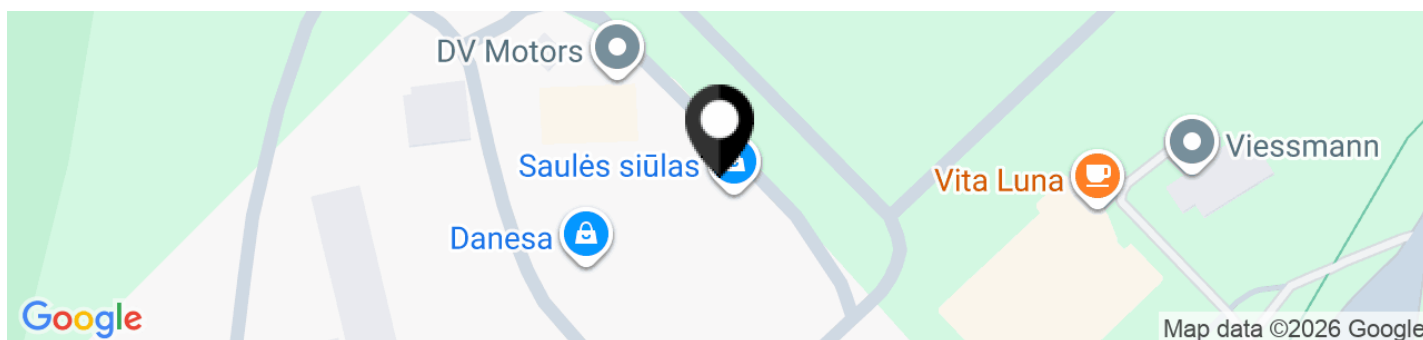 DV Motors
Saulės siūlas
Viessmann
Vita Luna
Danesa
Google
Map data ©2026 Google